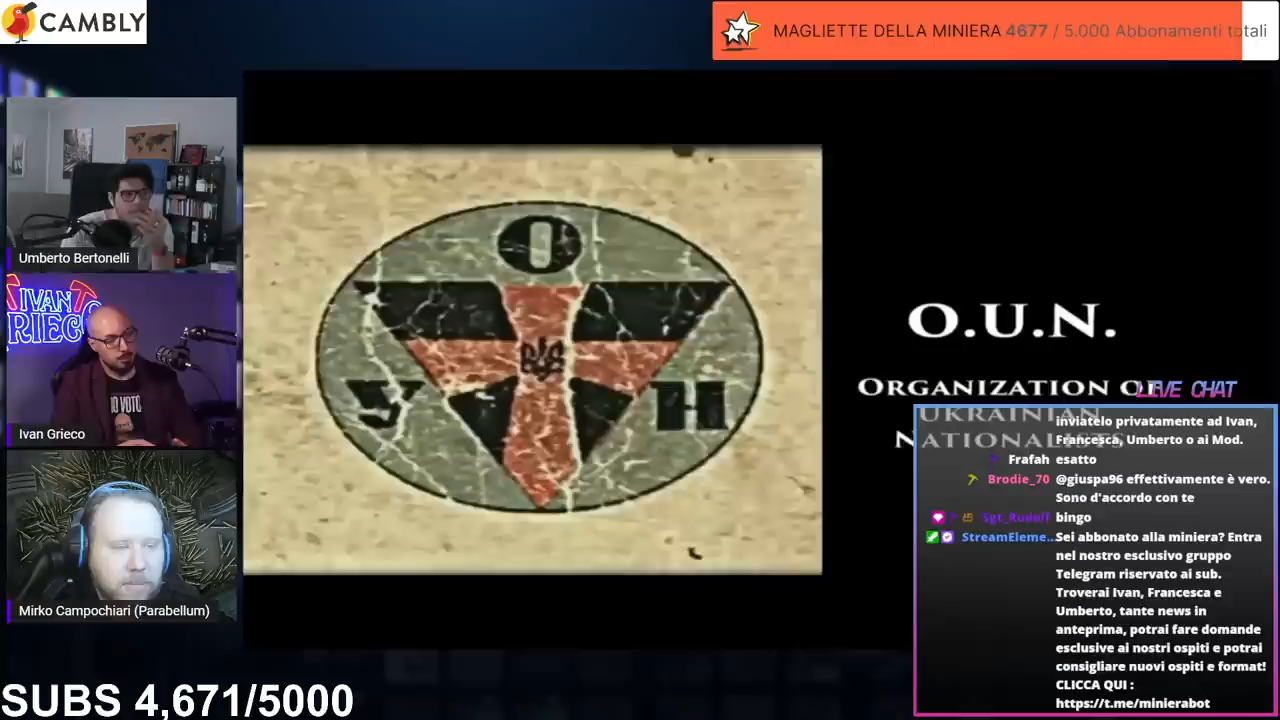 CAMBLY
MAGLIETTE DELLA MINIERA 4677 / 5.000 Abbonamenti totali
Umberto Bertonelli
IVAN
GRIECO
IO VOTO
Ivan Grieco
Mirko Campochiari (Parabellum)
О
У Н
O.U.N.
ORGANIZATION OF
UKRAINIAN
NATIONALISTS
LIVE CHAT
inviatelo privatamente ad Ivan,
Francesca, Umberto o ai Mod.
Frafah esatto
Brodie_70 @giuspa96 effettivamente è vero.
Sono d'accordo con te
Sgt_Rudolf bingo
StreamEleme... Sei abbonato alla miniera? Entra
nel nostro esclusivo gruppo
Telegram riservato ai sub.
Troverai Ivan, Francesca e
Umberto, tante news in
anteprima, potrai fare domande
esclusive ai nostri ospiti e potrai
consigliare nuovi ospiti e format!
CLICCA QUI :
https://t.me/minierabot
SUBS 4,671/5000